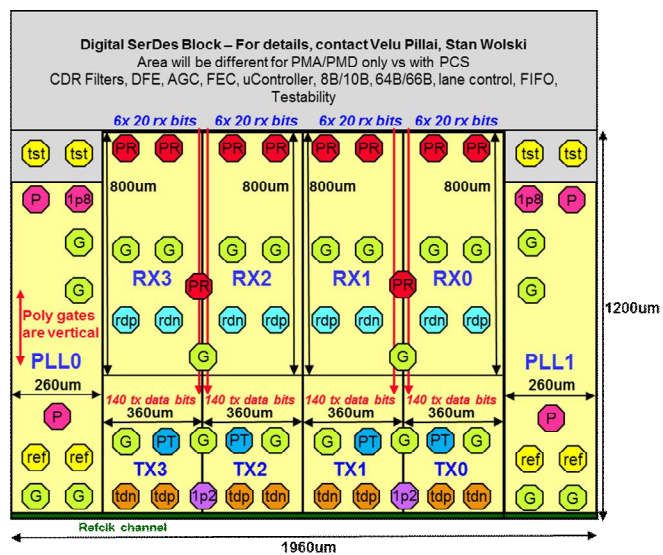 Digital SerDes Block – For details, contact Velu Pillai, Stan Wolski
Area will be different for PMA/PMD only vs with PCS
CDR Filters, DFE, AGC, FEC, uController, 8B/10B, 64B/66B, lane control, FIFO,
Testability
6x 20 rx bits 6x 20 rx bits 6x 20 rx bits 6x 20 rx bits
tst tst PR PR PR PR PR PR PR PR tst tst
800um 800um 800um 800um
P 1p8 1p8 P
G G
G G G G G G G G
RX3 RX2 RX1 RX0
G PR PR G
Poly gates
are vertical
rdp rdn rdn rdp rdp rdn rdn rdp
1200um
G G
PLL0 PLL1
260um 260um
140 tx data bits 140 tx data bits 140 tx data bits 140 tx data bits
360um 360um 360um 360um
P P
G PT G PT G G PT G PT G
ref ref ref ref
TX3 TX2 TX1 TX0
G G tdn tdp 1p2 tdp tdn tdn tdp 1p2 tdp tdn G G
Refclk channel
1960um